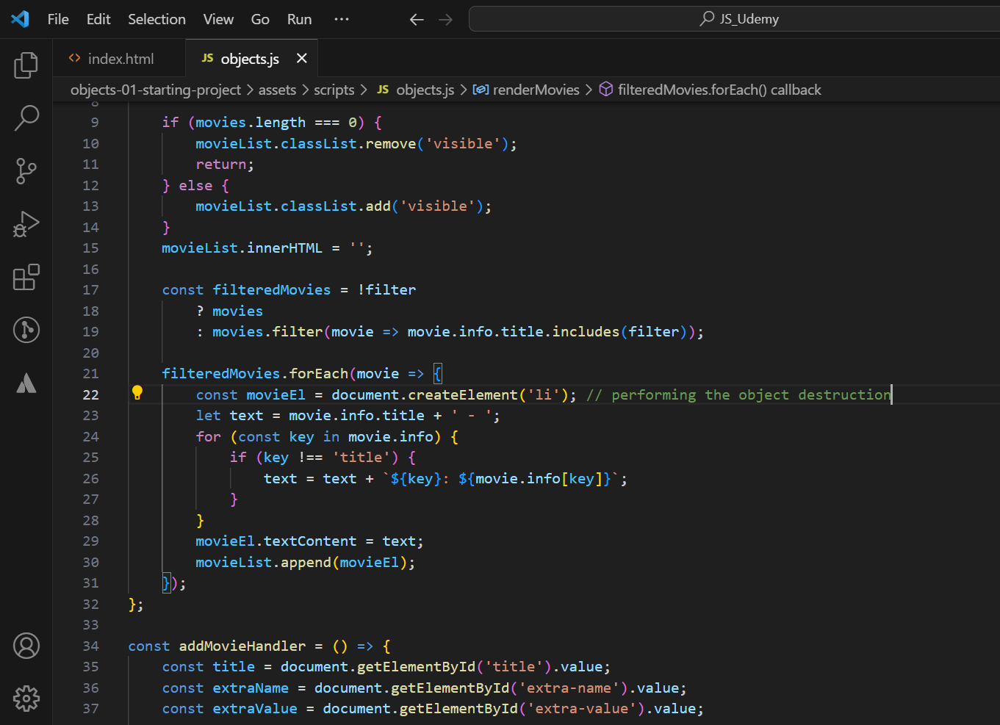 File Edit Selection View Go Run ··· ← → JS_Udemy
<> index.html JS objects.js ×
objects-01-starting-project > assets > scripts > JS objects.js > renderMovies > filteredMovies.forEach() callback
8
9 if (movies.length === 0) {
10 movieList.classList.remove('visible');
11 return;
12 } else {
13 movieList.classList.add('visible');
14 }
15 movieList.innerHTML = '';
16
17 const filteredMovies = !filter
18 ? movies
19 : movies.filter(movie => movie.info.title.includes(filter));
20
21 filteredMovies.forEach(movie => {
22 const movieEl = document.createElement('li'); // performing the object destruction
23 let text = movie.info.title + ' - ';
24 for (const key in movie.info) {
25 if (key !== 'title') {
26 text = text + `${key}: ${movie.info[key]}`;
27 }
28 }
29 movieEl.textContent = text;
30 movieList.append(movieEl);
31 });
32 };
33
34 const addMovieHandler = () => {
35 const title = document.getElementById('title').value;
36 const extraName = document.getElementById('extra-name').value;
37 const extraValue = document.getElementById('extra-value').value;